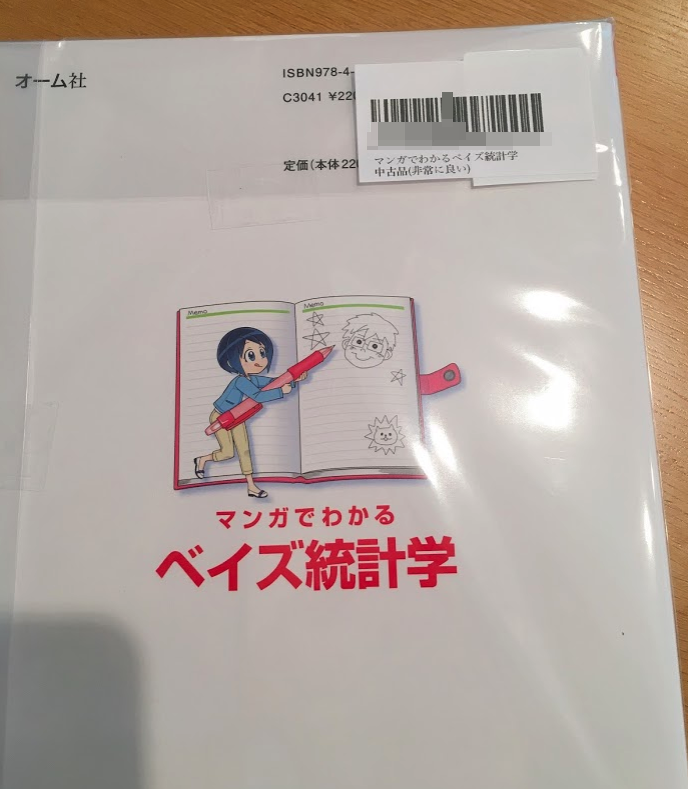 オーム社
ISBN978-4-
C3041 ¥220
定価(本体220
マンガでわかるベイズ統計学
中古品(非常に良い)
Memo
Memo
マンガでわかる
ベイズ統計学